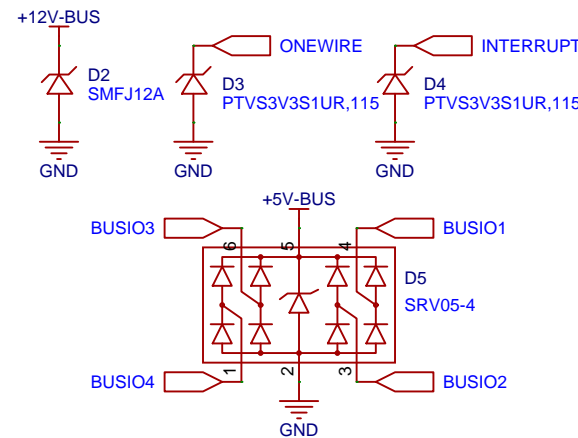 +12V-BUS
ONEWIRE
INTERRUPT
D2
SMFJ12A
D3
PTVS3V3S1UR,115
D4
PTVS3V3S1UR,115
GND
GND
GND
+5V-BUS
BUSIO3
BUSIO1
6
5
4
D5
SRV05-4
1
2
3
BUSIO4
BUSIO2
GND